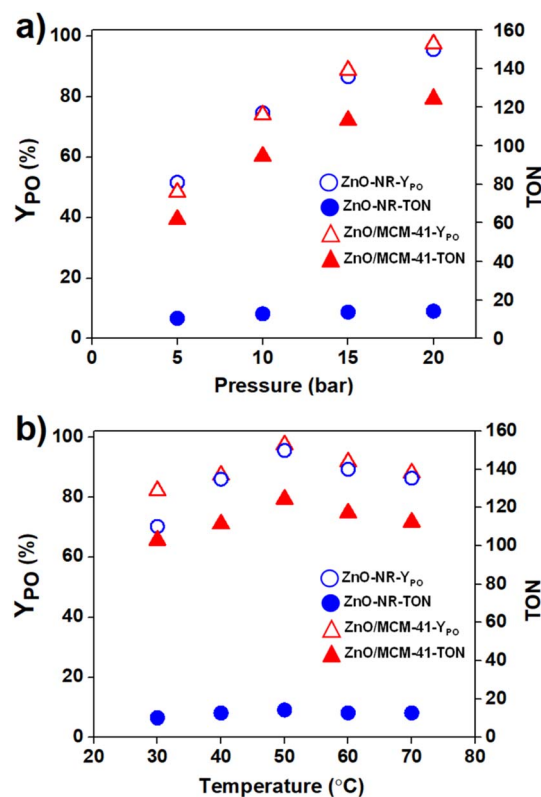 a)
100
80
60
40
20
0
Y_PO (%)
160
140
120
100
80
60
40
20
0
TON
ZnO-NR-Y_PO
ZnO-NR-TON
ZnO/MCM-41-Y_PO
ZnO/MCM-41-TON
0 5 10 15 20
Pressure (bar)
b)
100
80
60
40
20
0
Y_PO (%)
160
140
120
100
80
60
40
20
0
TON
ZnO-NR-Y_PO
ZnO-NR-TON
ZnO/MCM-41-Y_PO
ZnO/MCM-41-TON
20 30 40 50 60 70 80
Temperature (°C)